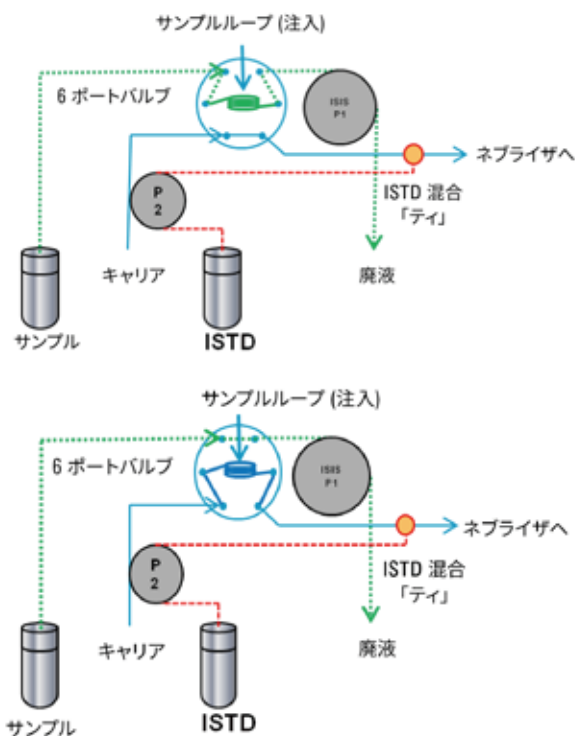 サンプルループ (注入)
6 ポートバルブ
ISIS
P1
ネブライザへ
P
2
ISTD 混合
「ティ」
キャリア
廃液
サンプル
ISTD
サンプルループ (注入)
6 ポートバルブ
ISIS
P1
ネブライザへ
P
2
ISTD 混合
「ティ」
キャリア
廃液
サンプル
ISTD